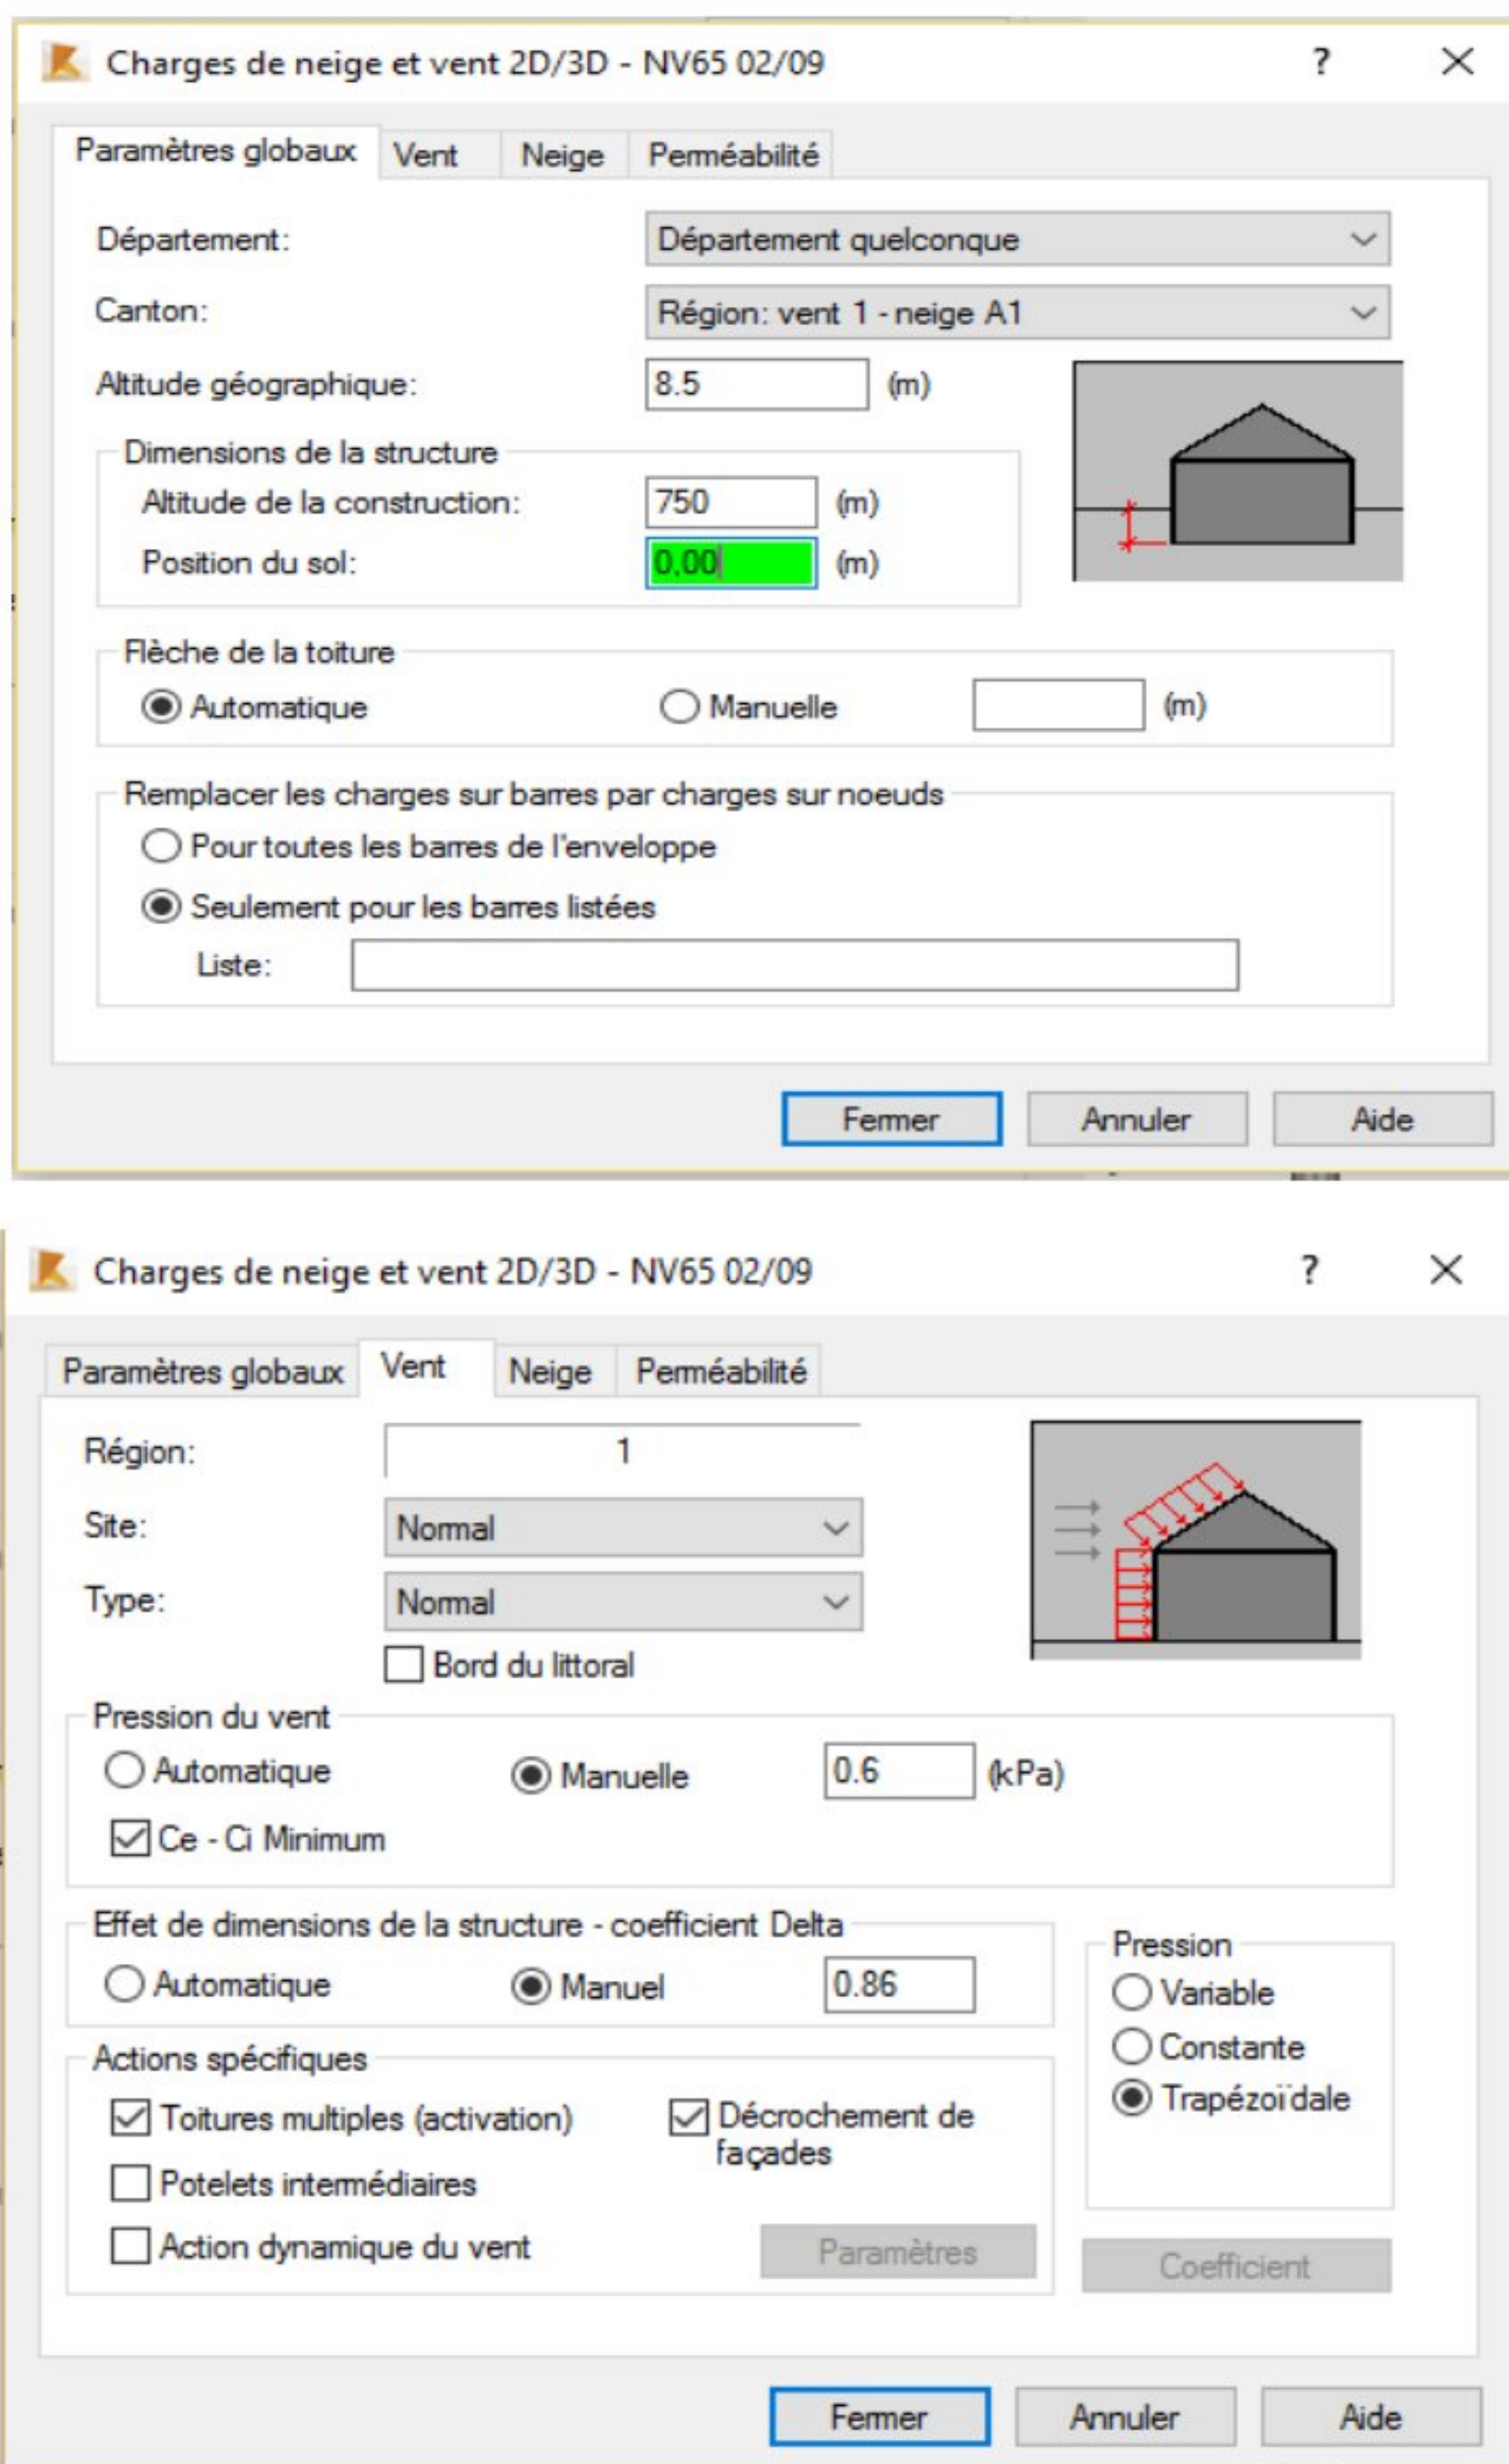 Charges de neige et vent 2D/3D - NV65 02/09 ?
Paramètres globaux Vent Neige Perméabilité
Département: Département quelconque
Canton: Région: vent 1 - neige A1
Altitude géographique: 8.5 (m)
Dimensions de la structure
Altitude de la construction: 750 (m)
Position du sol: 0,00 (m)
Flèche de la toiture
Automatique Manuelle (m)
Remplacer les charges sur barres par charges sur noeuds
Pour toutes les barres de l'enveloppe
Seulement pour les barres listées
Liste:
Fermer Annuler Aide
Charges de neige et vent 2D/3D - NV65 02/09 ?
Paramètres globaux Vent Neige Perméabilité
Région: 1
Site: Normal
Type: Normal
Bord du littoral
Pression du vent
Automatique Manuelle 0.6 (kPa)
Ce - Ci Minimum
Effet de dimensions de la structure - coefficient Delta
Automatique Manuel 0.86
Pression
Variable
Constante
Trapézoïdale
Actions spécifiques
Toitures multiples (activation) Décrochement de
façades
Potelets intermédiaires
Action dynamique du vent Paramètres
Coefficient
Fermer Annuler Aide